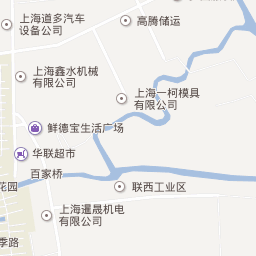 上海道多汽车
设备公司
高腾储运
上海鑫水机械
有限公司
上海一柯模具
有限公司
鲜德宝生活广场
华联超市
百家桥
花园
联西工业区
上海暹晟机电
有限公司
季路